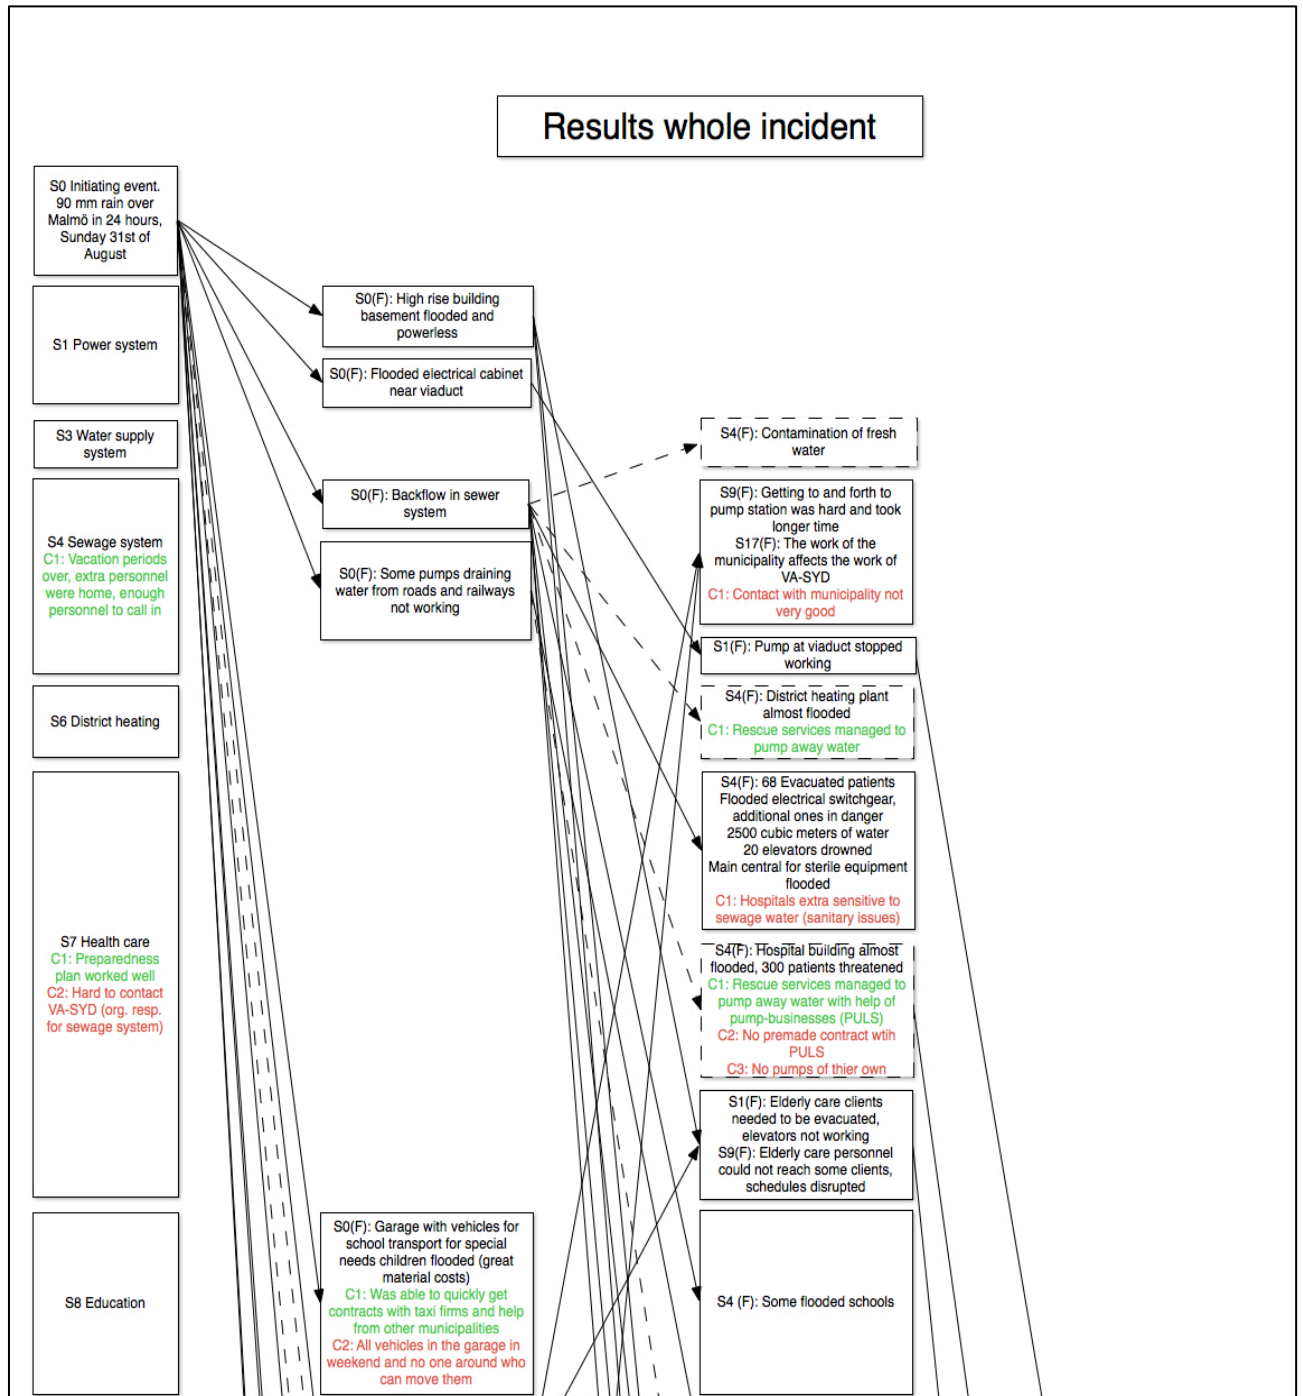 Results whole incident
S0 Initiating event.
90 mm rain over
Malmö in 24 hours,
Sunday 31st of
August
S1 Power system
S3 Water supply
system
S4 Sewage system
C1: Vacation periods
over, extra personnel
were home, enough
personnel to call in
S6 District heating
S7 Health care
C1: Preparedness
plan worked well
C2: Hard to contact
VA-SYD (org. resp.
for sewage system)
S8 Education
S0(F): High rise building
basement flooded and
powerless
S0(F): Flooded electrical cabinet
near viaduct
S0(F): Backflow in sewer
system
S0(F): Some pumps draining
water from roads and railways
not working
S0(F): Garage with vehicles for
school transport for special
needs children flooded (great
material costs)
C1: Was able to quickly get
contracts with taxi firms and help
from other municipalities
C2: All vehicles in the garage in
weekend and no one around who
can move them
S4(F): Contamination of fresh
water
S9(F): Getting to and forth to
pump station was hard and took
longer time
S17(F): The work of the
municipality affects the work of
VA-SYD
C1: Contact with municipality not
very good
S1(F): Pump at viaduct stopped
working
S4(F): District heating plant
almost flooded
C1: Rescue services managed to
pump away water
S4(F): 68 Evacuated patients
Flooded electrical switchgear,
additional ones in danger
2500 cubic meters of water
20 elevators drowned
Main central for sterile equipment
flooded
C1: Hospitals extra sensitive to
sewage water (sanitary issues)
S4(F): Hospital building almost
flooded, 300 patients threatened
C1: Rescue services managed to
pump away water with help of
pump-businesses (PULS)
C2: No premade contract wtih
PULS
C3: No pumps of thier own
S1(F): Elderly care clients
needed to be evacuated,
elevators not working
S9(F): Elderly care personnel
could not reach some clients,
schedules disrupted
S4 (F): Some flooded schools